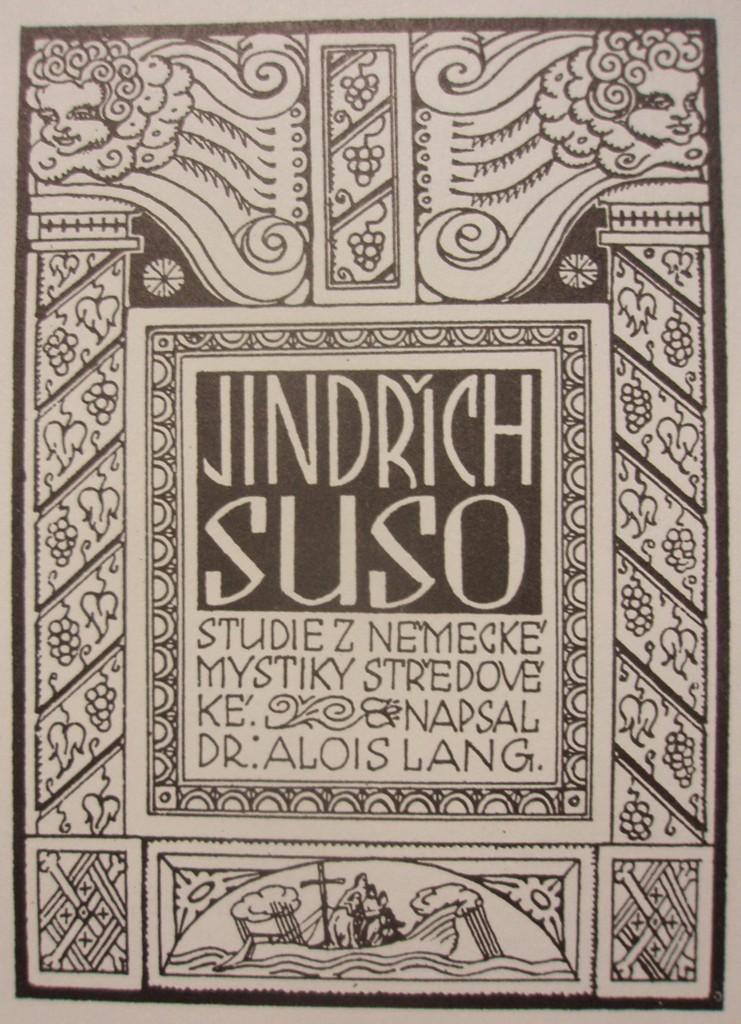 JINDŘICH
SUSO
STUDIE Z NĚMECKÉ
MYSTIKY STŘEDOVĚ
KÉ. NAPSAL
DR. ALOIS LANG.